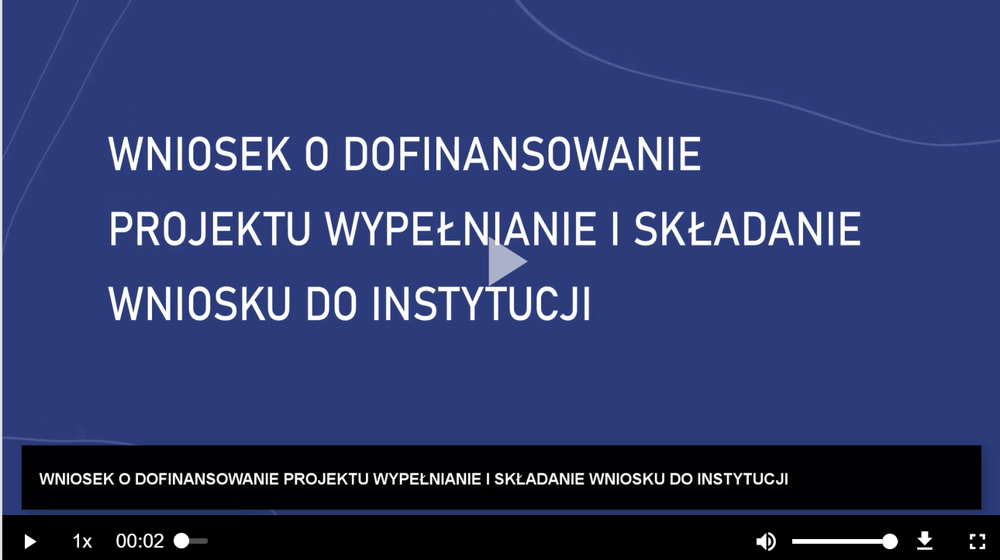 WNIOSEK O DOFINANSOWANIE
PROJEKTU WYPEŁNIANIE I SKŁADANIE
WNIOSKU DO INSTYTUCJI
WNIOSEK O DOFINANSOWANIE PROJEKTU WYPEŁNIANIE I SKŁADANIE WNIOSKU DO INSTYTUCJI
1x 00:02